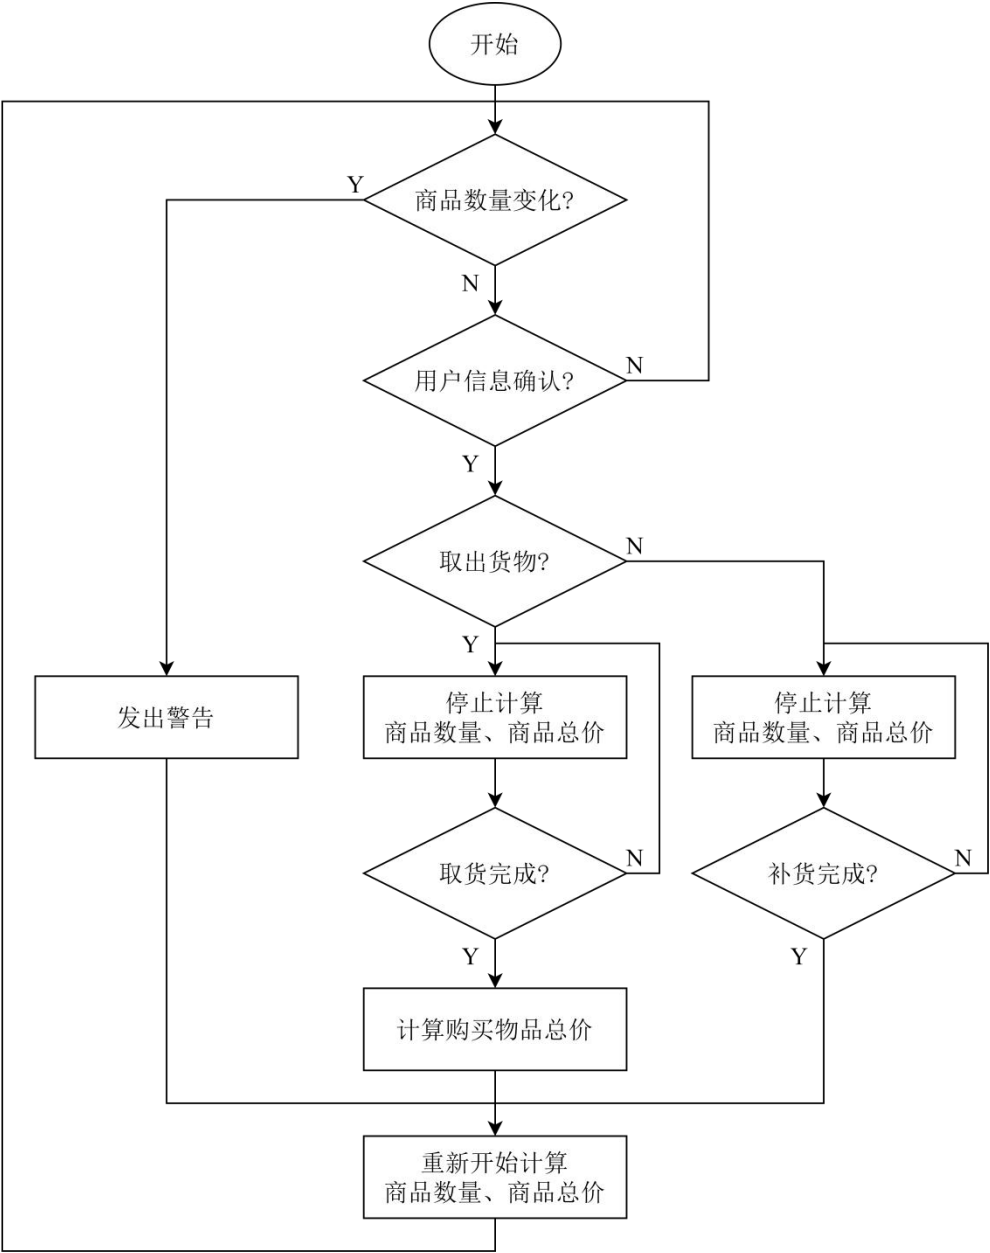 开始
Y
商品数量变化?
N
用户信息确认?
N
Y
取出货物?
N
Y
发出警告
停止计算
商品数量、商品总价
停止计算
商品数量、商品总价
取货完成?
N
补货完成?
N
Y
Y
计算购买物品总价
重新开始计算
商品数量、商品总价